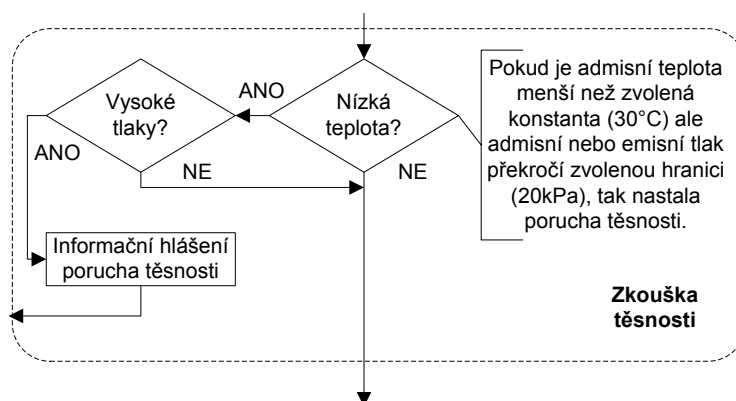 Vysoké
tlaky?
ANO
Nízká
teplota?
Pokud je admisní teplota
menší než zvolená
konstanta (30°C) ale
admisní nebo emisní tlak
překročí zvolenou hranici
(20kPa), tak nastala
porucha těsnosti.
ANO
NE
NE
Informační hlášení
porucha těsnosti
Zkouška
těsnosti